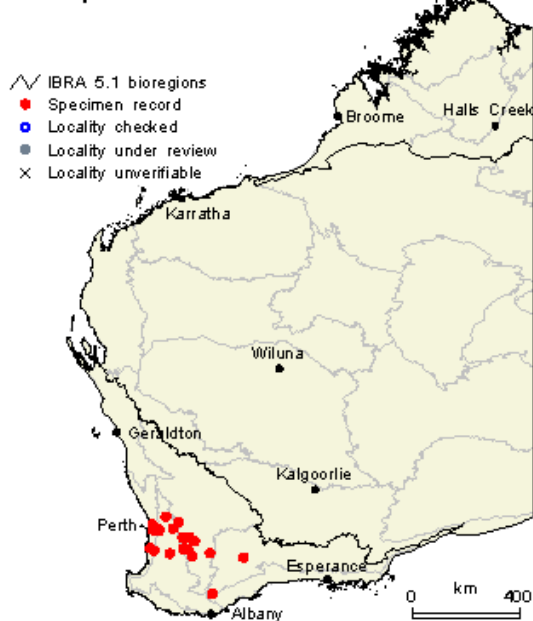 IBRA 5.1 bioregions
Specimen record
Locality checked
Locality under review
Locality unverifiable
Broome
Halls Creek
Karratha
Wiluna
Geraldton
Kalgoorlie
Perth
Esperance
Albany
0 km 400